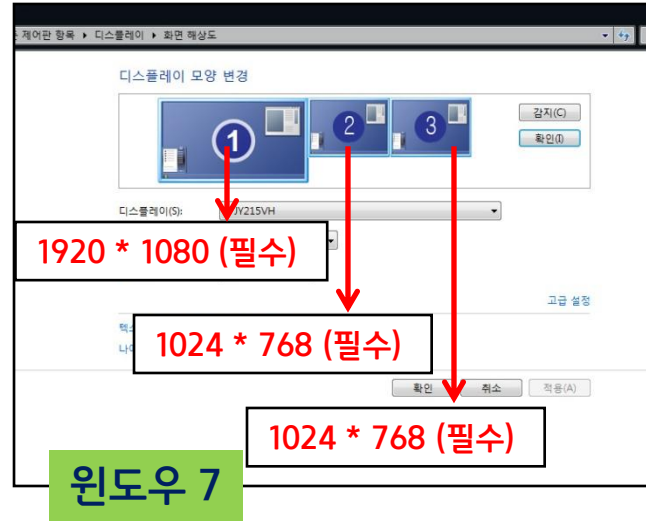 제어판 항목 ▸ 디스플레이 ▸ 화면 해상도
디스플레이 모양 변경
1
2
3
감지(C)
확인(I)
디스플레이(S):
JY215VH
1920 * 1080 (필수)
고급 설정
1024 * 768 (필수)
확인
취소
적용(A)
1024 * 768 (필수)
윈도우 7